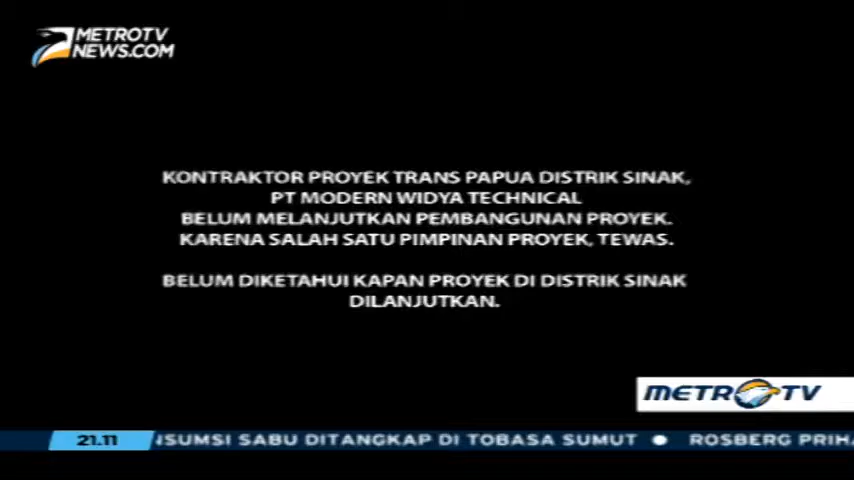 METROTV
NEWS.COM
KONTRAKTOR PROYEK TRANS PAPUA DISTRIK SINAK,
PT MODERN WIDYA TECHNICAL
BELUM MELANJUTKAN PEMBANGUNAN PROYEK.
KARENA SALAH SATU PIMPINAN PROYEK, TEWAS.
BELUM DIKETAHUI KAPAN PROYEK DI DISTRIK SINAK
DILANJUTKAN.
METRO TV
21.11 NSUMSI SABU DITANGKAP DI TOBASA SUMUT ● ROSBERG PRIHA